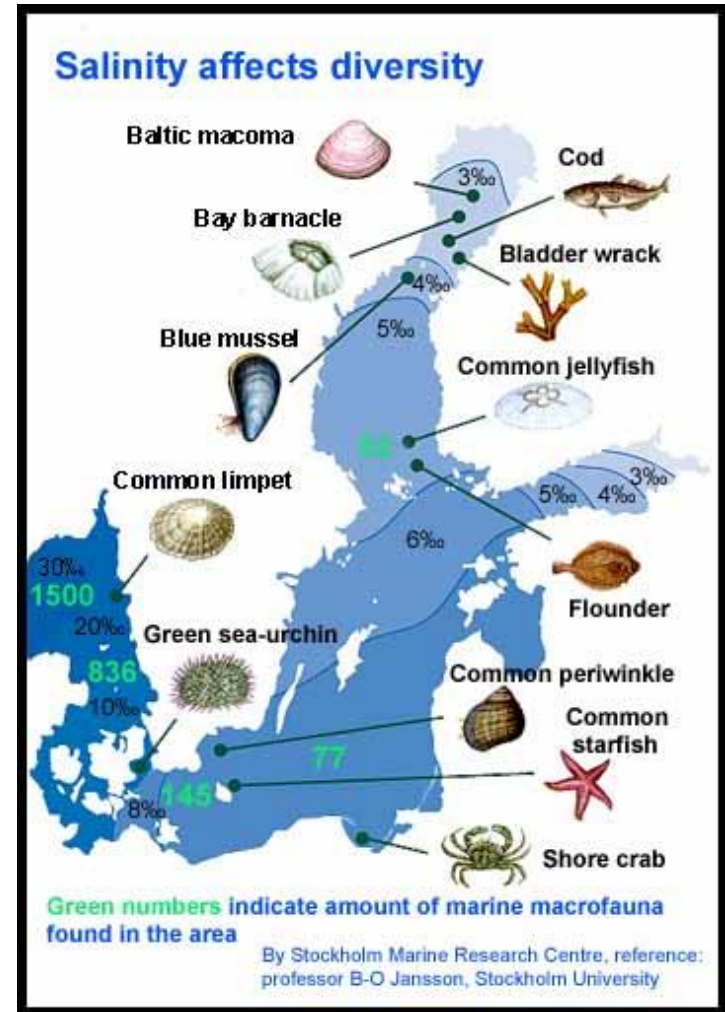 Salinity affects diversity
Baltic macoma
3‰
Cod
Bay barnacle
Bladder wrack
4‰
5‰
Blue mussel
Common jellyfish
52
Common limpet
3‰
4‰
5‰
6‰
30‰
1500
Flounder
20‰
Green sea-urchin
836
Common periwinkle
10‰
Common
starfish
77
145
8‰
Shore crab
Green numbers indicate amount of marine macrofauna
found in the area
By Stockholm Marine Research Centre, reference:
professor B-O Jansson, Stockholm University